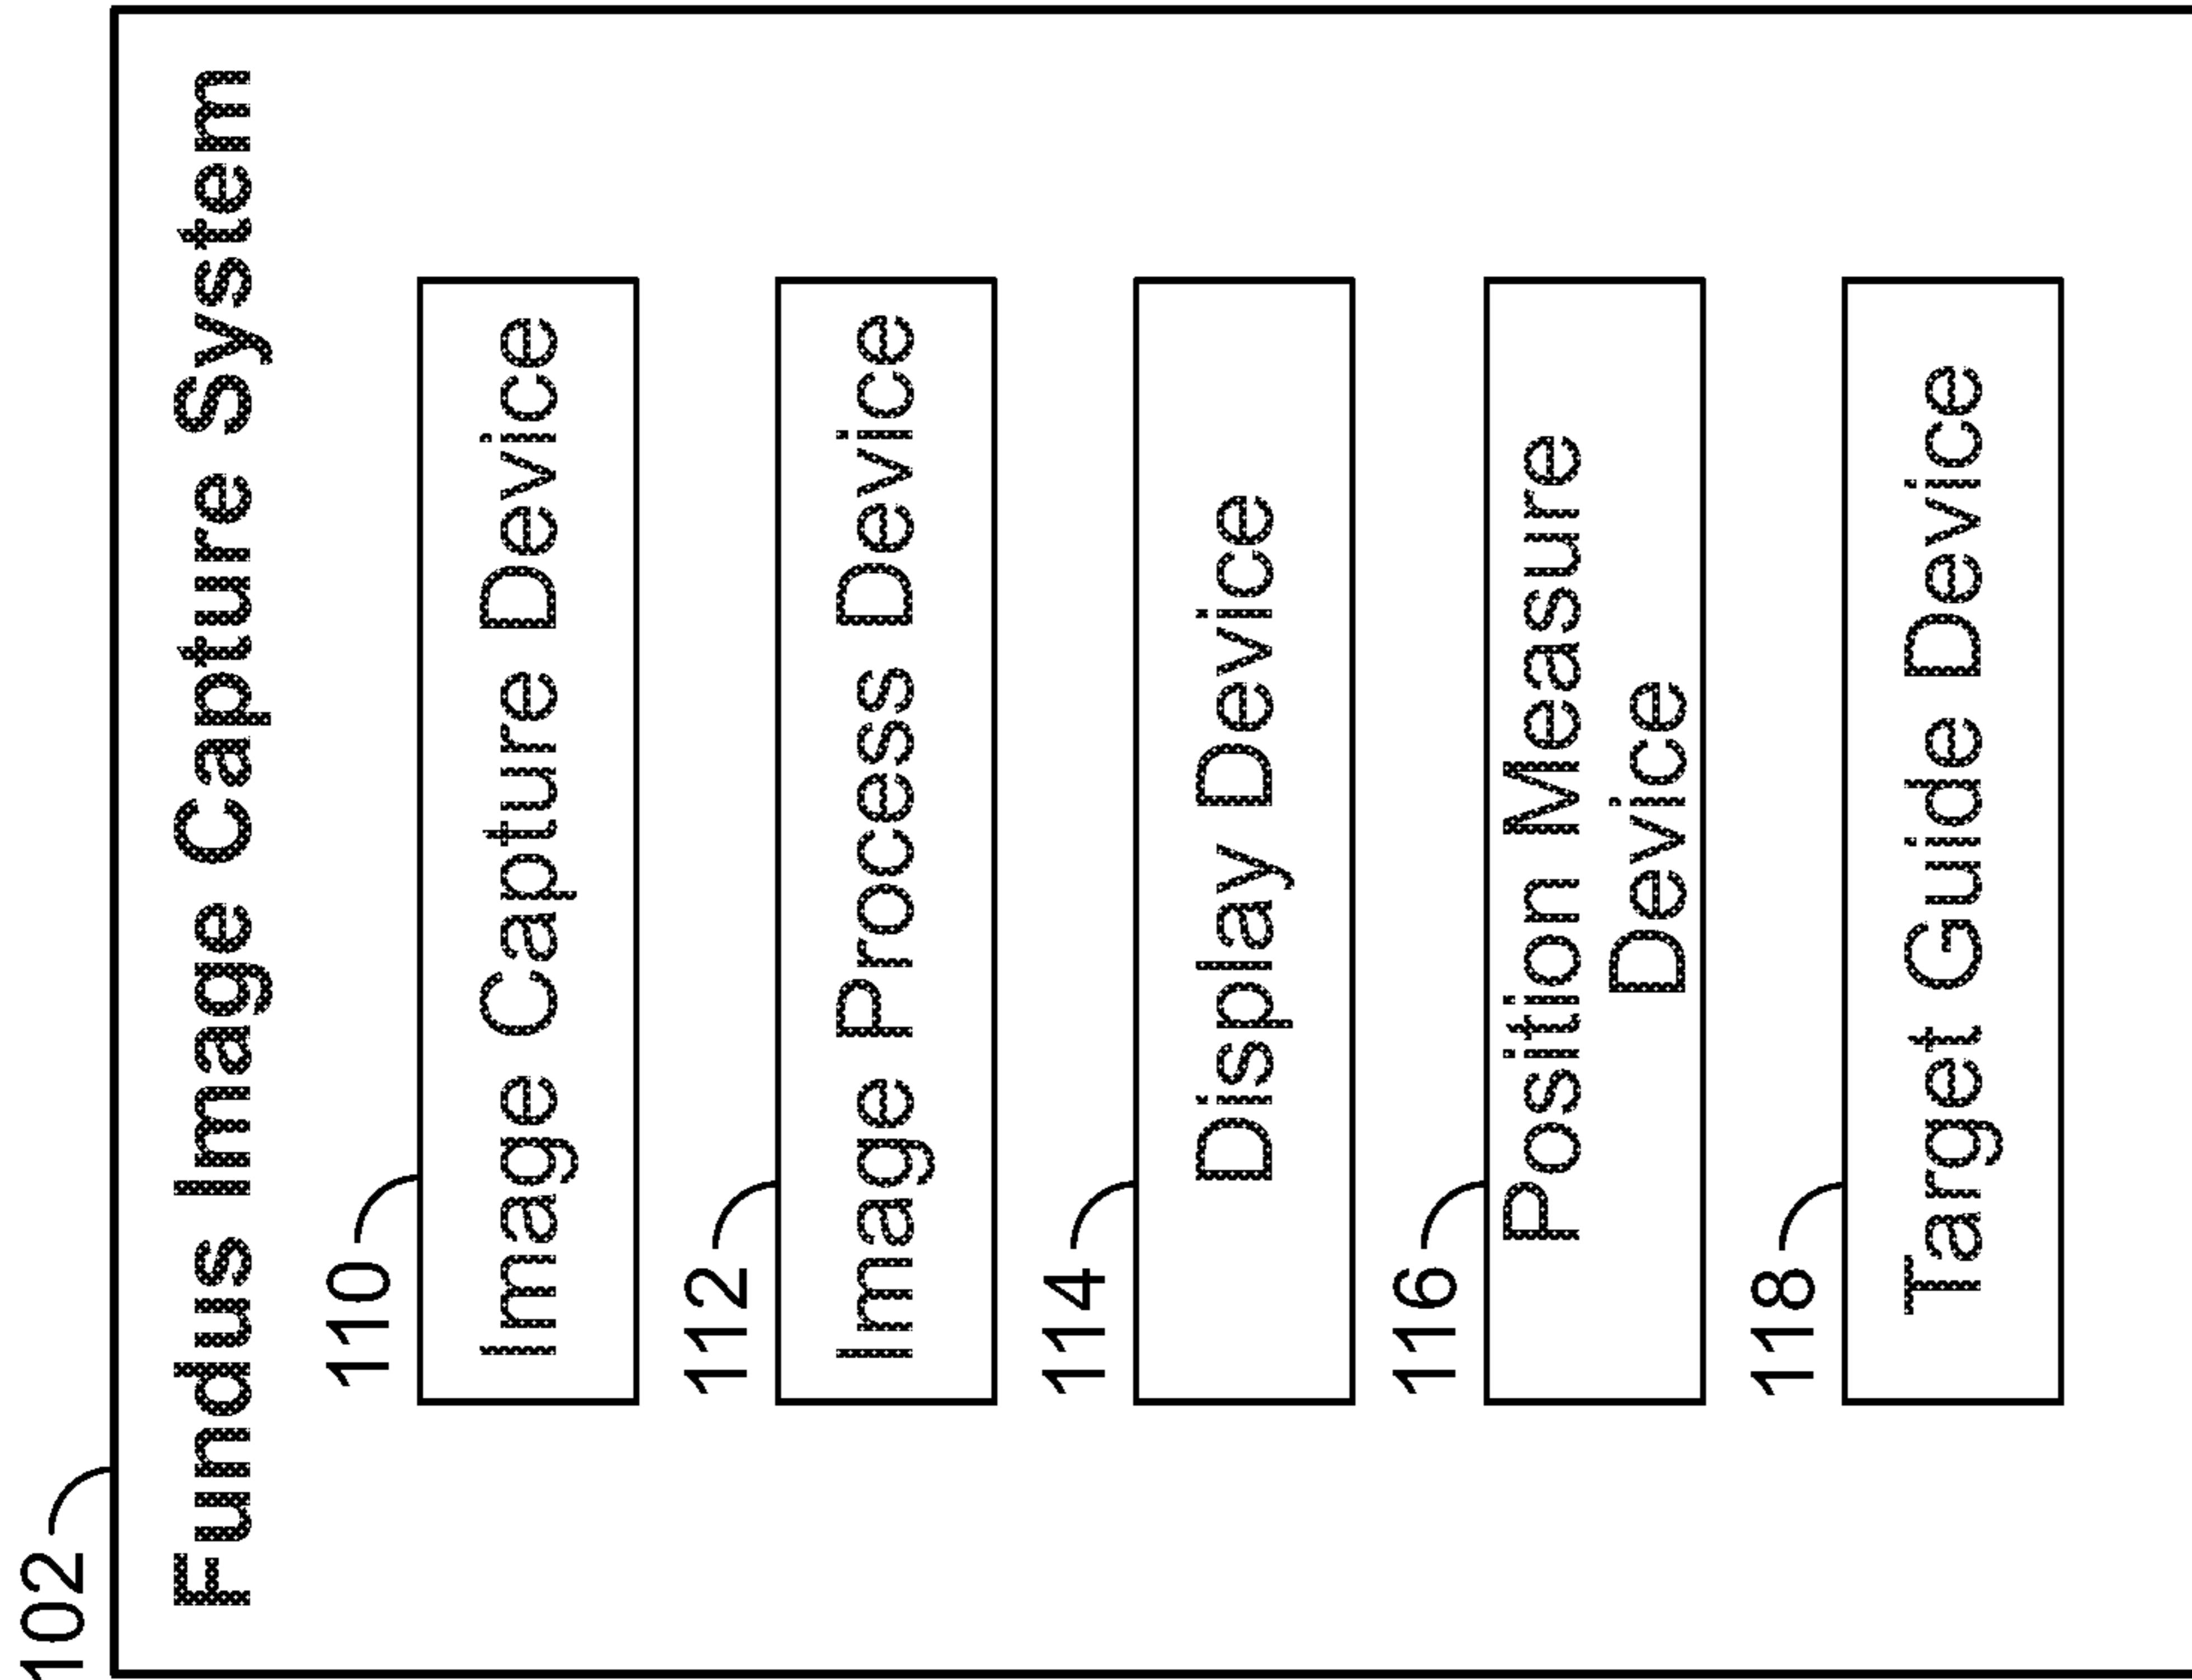 102
Fundus Image Capture System
110
Image Capture Device
112
Image Process Device
114
Display Device
116
Position Measure
Device
118
Target Guide Device